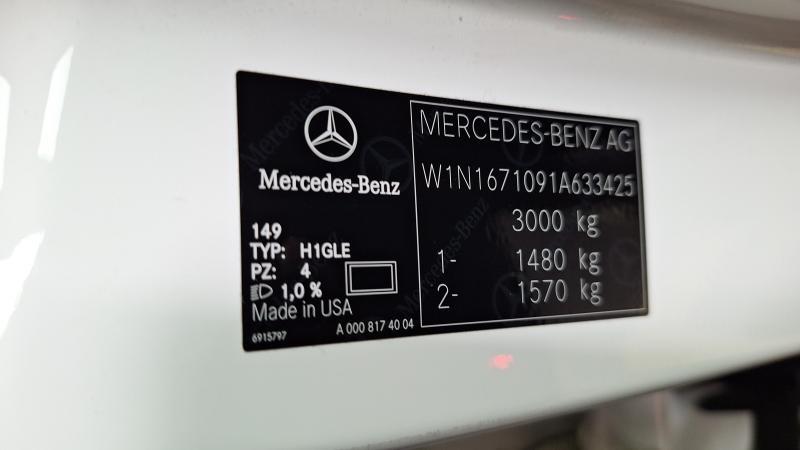 Mercedes-Benz
149
TYP: H1GLE
PZ: 4
1,0 %
Made in USA
6915797
A 000 817 40 04
MERCEDES-BENZ AG
W1N1671091A633425
3000 kg
1- 1480 kg
2- 1570 kg